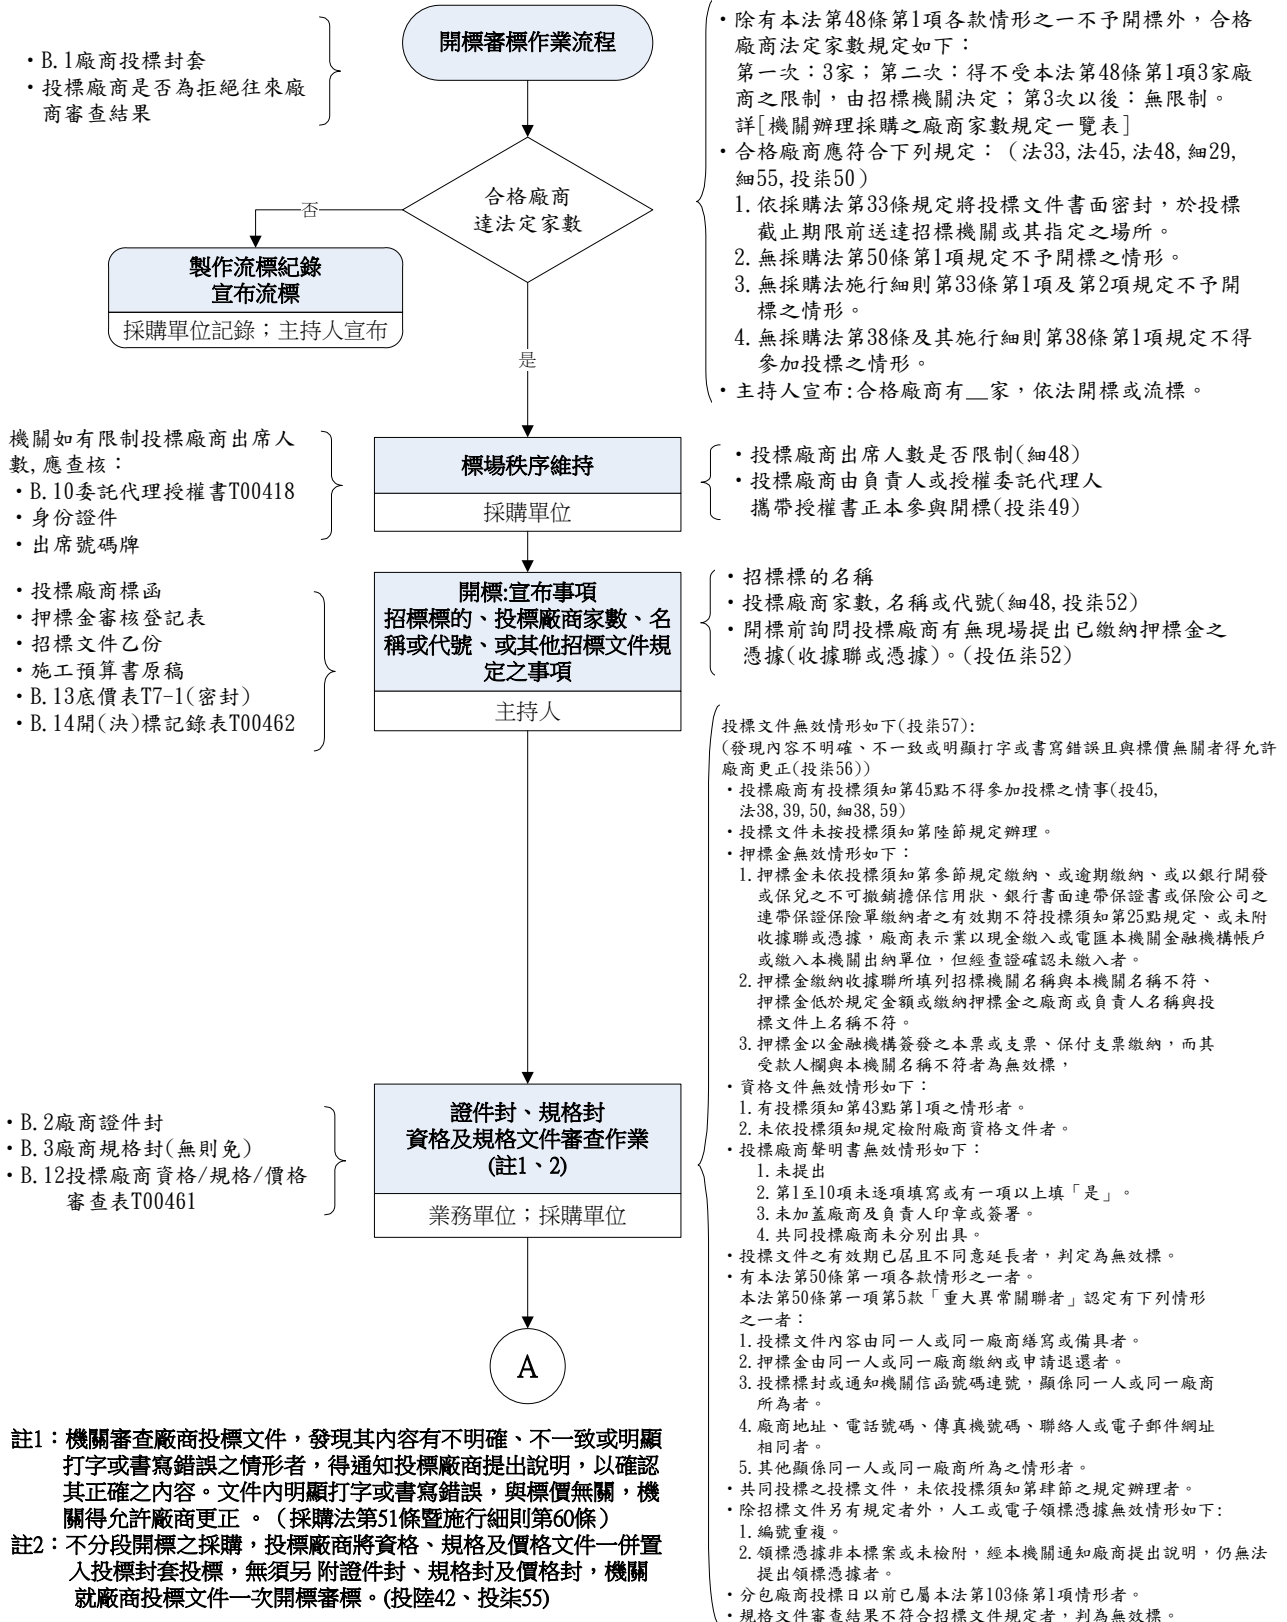 開標審標作業流程
・B.1廠商投標封套
・投標廠商是否為拒絕往來廠
商審查結果
・除有本法第48條第1項各款情形之一不予開標外，合格
廠商法定家數規定如下：
第一次：3家；第二次：得不受本法第48條第1項3家廠
商之限制，由招標機關決定；第3次以後：無限制。
詳[機關辦理採購之廠商家數規定一覽表]
・合格廠商應符合下列規定：（法33,法45,法48,細29,
細55,投柒50）
1.依採購法第33條規定將投標文件書面密封，於投標
截止期限前送達招標機關或其指定之場所。
2.無採購法第50條第1項規定不予開標之情形。
3.無採購法施行細則第33條第1項及第2項規定不予開
標之情形。
4.無採購法第38條及其施行細則第38條第1項規定不得
參加投標之情形。
・主持人宣布:合格廠商有__家，依法開標或流標。
合格廠商
達法定家數
否
製作流標紀錄
宣布流標
採購單位記錄；主持人宣布
是
機關如有限制投標廠商出席人
數,應查核：
・B.10委託代理授權書T00418
・身份證件
・出席號碼牌
標場秩序維持
採購單位
・投標廠商出席人數是否限制(細48)
・投標廠商由負責人或授權委託代理人
攜帶授權書正本參與開標(投柒49)
・投標廠商標函
・押標金審核登記表
・招標文件乙份
・施工預算書原稿
・B.13底價表T7-1(密封)
・B.14開(決)標記錄表T00462
開標:宣布事項
招標標的、投標廠商家數、名
稱或代號、或其他招標文件規
定之事項
主持人
・招標標的名稱
・投標廠商家數,名稱或代號(細48,投柒52)
・開標前詢問投標廠商有無現場提出已繳納押標金之
憑據(收據聯或憑據)。(投伍柒52)
・B.2廠商證件封
・B.3廠商規格封(無則免)
・B.12投標廠商資格/規格/價格
審查表T00461
證件封、規格封
資格及規格文件審查作業
(註1、2)
業務單位；採購單位
投標文件無效情形如下(投柒57):
(發現內容不明確、不一致或明顯打字或書寫錯誤且與標價無關者得允許
廠商更正(投柒56))
・投標廠商有投標須知第45點不得參加投標之情事(投45,
法38,39,50,細38,59)
・投標文件未按投標須知第陸節規定辦理。
・押標金無效情形如下：
1.押標金未依投標須知第參節規定繳納、或逾期繳納、或以銀行開發
或保兌之不可撤銷擔保信用狀、銀行書面連帶保證書或保險公司之
連帶保證保險單繳納者之有效期不符投標須知第25點規定、或未附
收據聯或憑據，廠商表示業以現金繳入或電匯本機關金融機構帳戶
或繳入本機關出納單位，但經查證確認未繳入者。
2.押標金繳納收據聯所填列招標機關名稱與本機關名稱不符、
押標金低於規定金額或繳納押標金之廠商或負責人名稱與投
標文件上名稱不符。
3.押標金以金融機構簽發之本票或支票、保付支票繳納，而其
受款人欄與本機關名稱不符者為無效標，
・資格文件無效情形如下：
1.有投標須知第43點第1項之情形者。
2.未依投標須知規定檢附廠商資格文件者。
・投標廠商聲明書無效情形如下：
1.未提出
2.第1至10項未逐項填寫或有一項以上填「是」。
3.未加蓋廠商及負責人印章或簽署。
4.共同投標廠商未分別出具。
・投標文件之有效期已屆且不同意延長者，判定為無效標。
・有本法第50條第一項各款情形之一者。
本法第50條第一項第5款「重大異常關聯者」認定有下列情形
之一者：
1.投標文件內容由同一人或同一廠商繕寫或備具者。
2.押標金由同一人或同一廠商繳納或申請退還者。
3.投標標封或通知機關信函號碼連號，顯係同一人或同一廠商
所為者。
4.廠商地址、電話號碼、傳真機號碼、聯絡人或電子郵件網址
相同者。
5.其他顯係同一人或同一廠商所為之情形者。
・共同投標之投標文件，未依投標須知第肆節之規定辦理者。
・除招標文件另有規定者外，人工或電子領標憑據無效情形如下:
1.編號重複。
2.領標憑據非本標案或未檢附，經本機關通知廠商提出說明，仍無法
提出領標憑據者。
・分包廠商投標日以前已屬本法第103條第1項情形者。
・規格文件審查結果不符合招標文件規定者，判為無效標。
A
註1：機關審查廠商投標文件，發現其內容有不明確、不一致或明顯
打字或書寫錯誤之情形者，得通知投標廠商提出說明，以確認
其正確之內容。文件內明顯打字或書寫錯誤，與標價無關，機
關得允許廠商更正 。（採購法第51條暨施行細則第60條）
註2：不分段開標之採購，投標廠商將資格、規格及價格文件一併置
入投標封套投標，無須另 附證件封、規格封及價格封，機關
就廠商投標文件一次開標審標。(投陸42、投柒55)